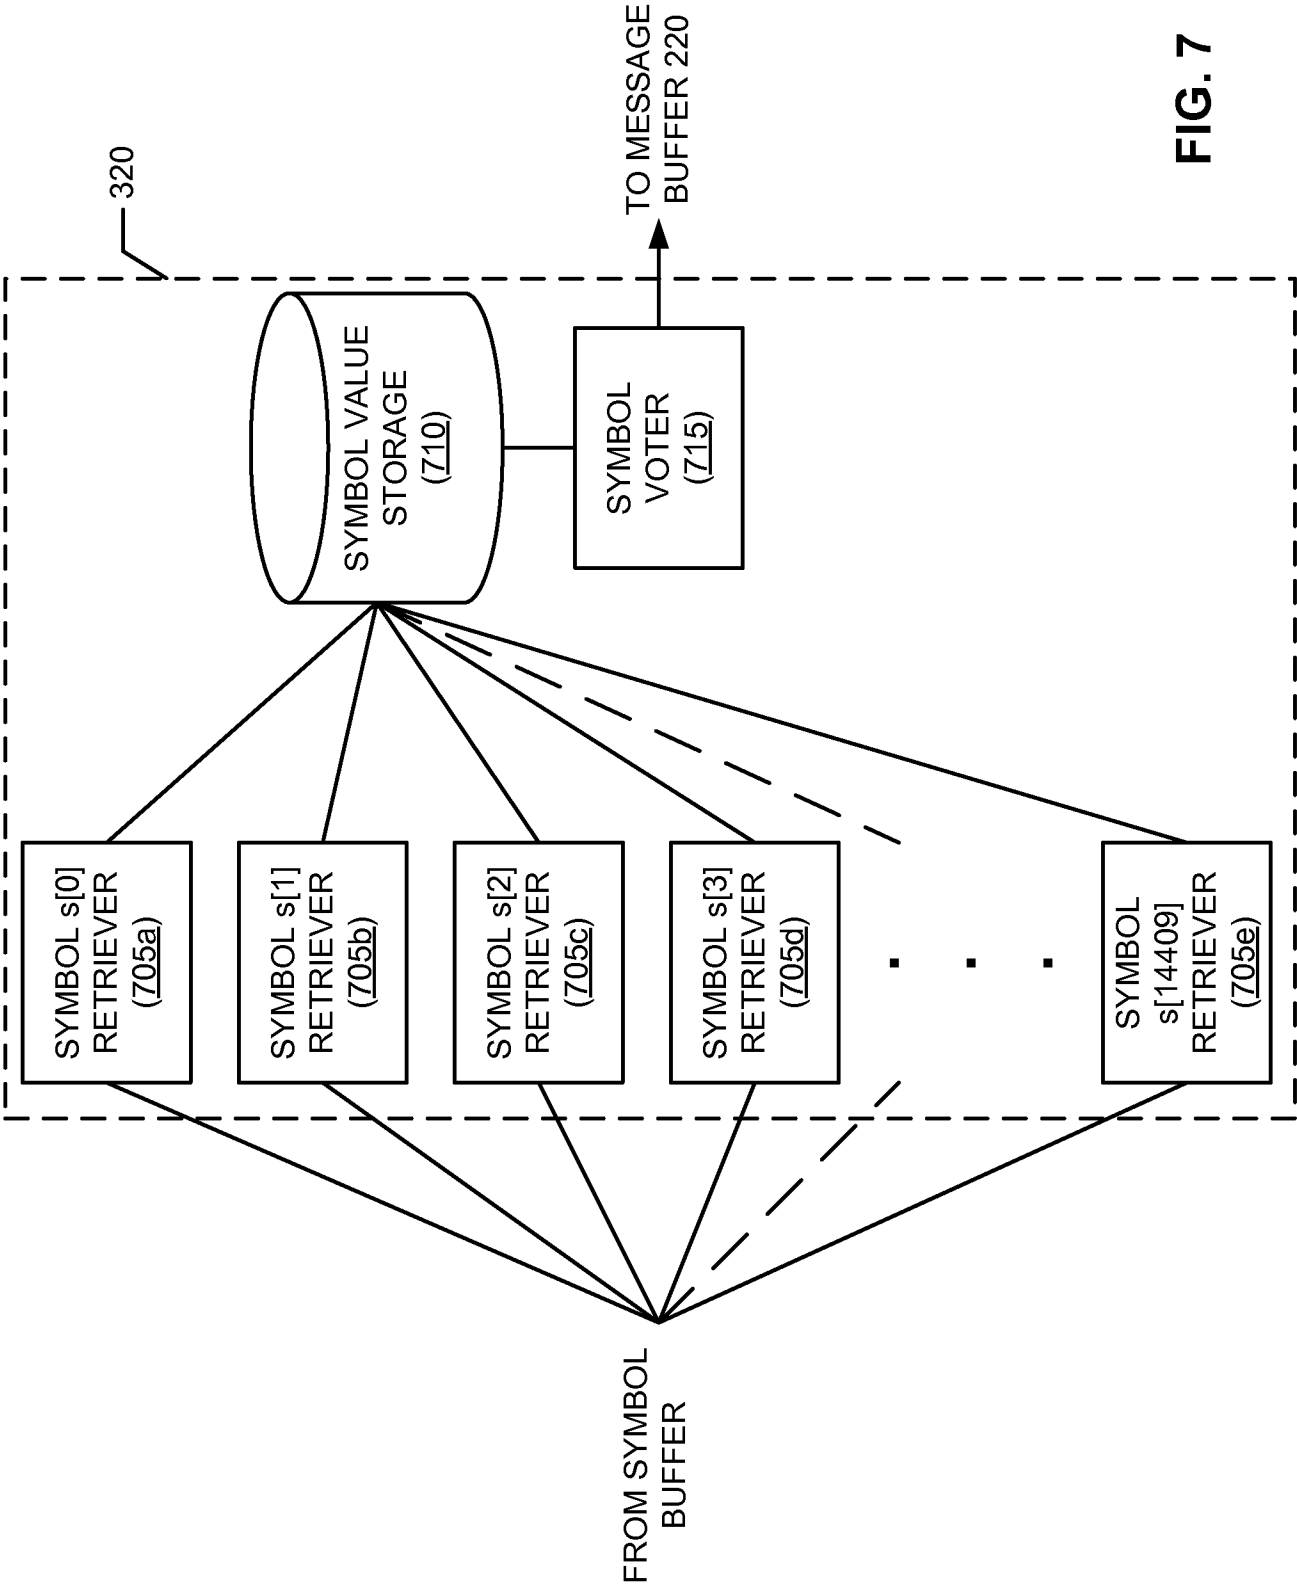 320
SYMBOL s[0]
RETRIEVER
(705a)
SYMBOL s[1]
RETRIEVER
(705b)
SYMBOL s[2]
RETRIEVER
(705c)
SYMBOL s[3]
RETRIEVER
(705d)
. . .
SYMBOL
s[14409]
RETRIEVER
(705e)
SYMBOL VALUE
STORAGE
(710)
SYMBOL
VOTER
(715)
FROM SYMBOL
BUFFER
TO MESSAGE
BUFFER 220
FIG. 7